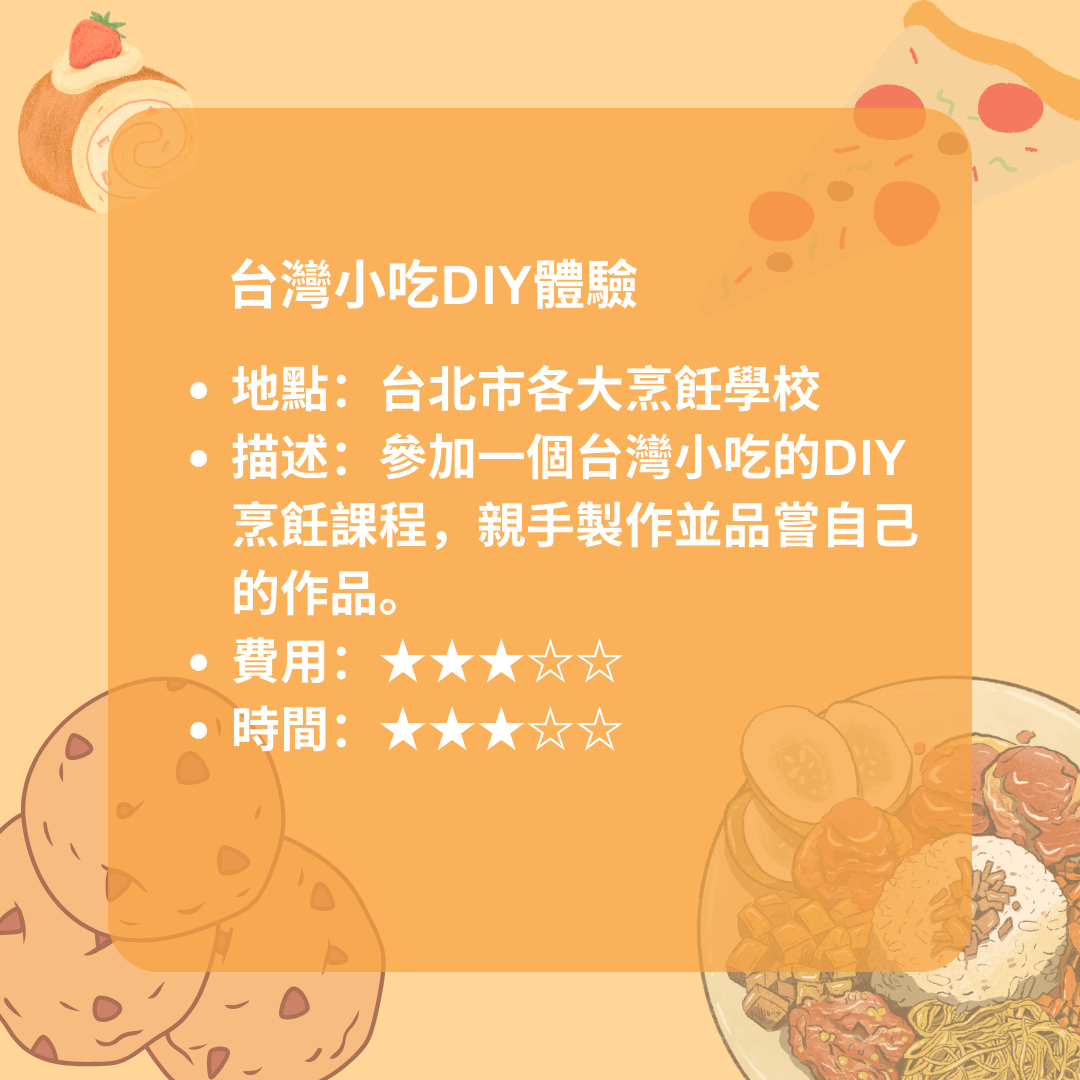 台灣小吃DIY體驗
• 地點：台北市各大烹飪學校
• 描述：參加一個台灣小吃的DIY
烹飪課程，親手製作並品嘗自己
的作品。
• 費用：★★★☆☆
• 時間：★★★☆☆